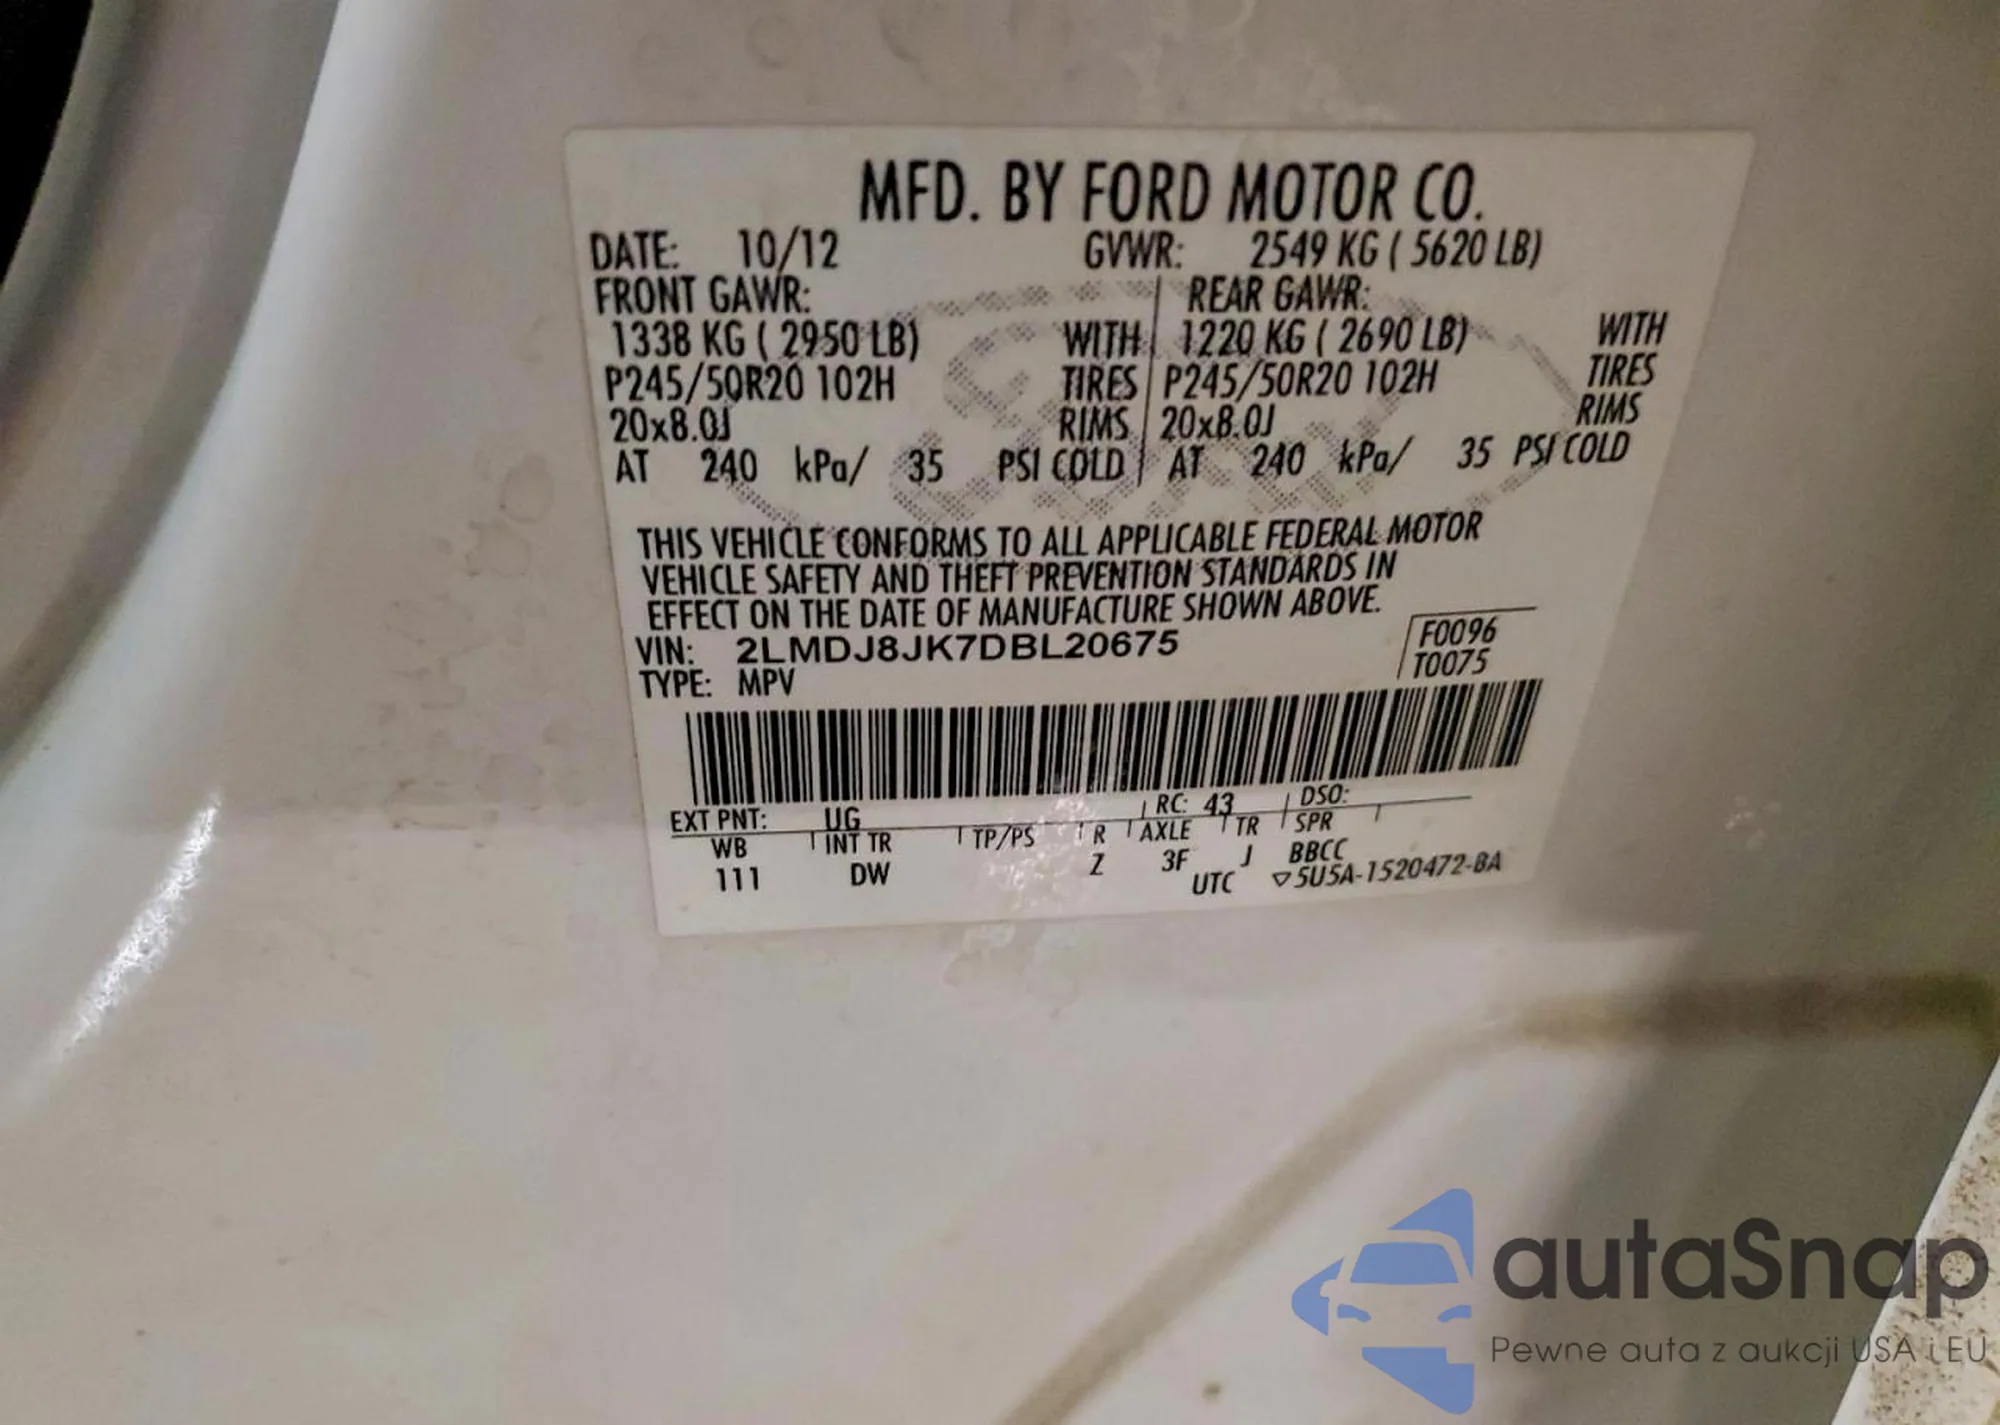 MFD. BY FORD MOTOR CO.
DATE: 10/12 GVWR: 2549 KG ( 5620 LB)
FRONT GAWR: REAR GAWR:
1338 KG ( 2950 LB) WITH 1220 KG ( 2690 LB) WITH
P245/50R20 102H TIRES P245/50R20 102H TIRES
20x8.0J RIMS 20x8.0J RIMS
AT 240 kPa/ 35 PSI COLD AT 240 kPa/ 35 PSI COLD
THIS VEHICLE CONFORMS TO ALL APPLICABLE FEDERAL MOTOR
VEHICLE SAFETY AND THEFT PREVENTION STANDARDS IN
EFFECT ON THE DATE OF MANUFACTURE SHOWN ABOVE.
VIN: 2LMDJ8JK7DBL20675 F0096
TYPE: MPV T0075
EXT PNT: UG RC: 43 DSO:
WB INT TR TP/PS R AXLE TR SPR
111 DW Z 3F J BBCC
UTC ▽5U5A-1520472-BA
autaSnap
Pewne auta z aukcji USA i EU